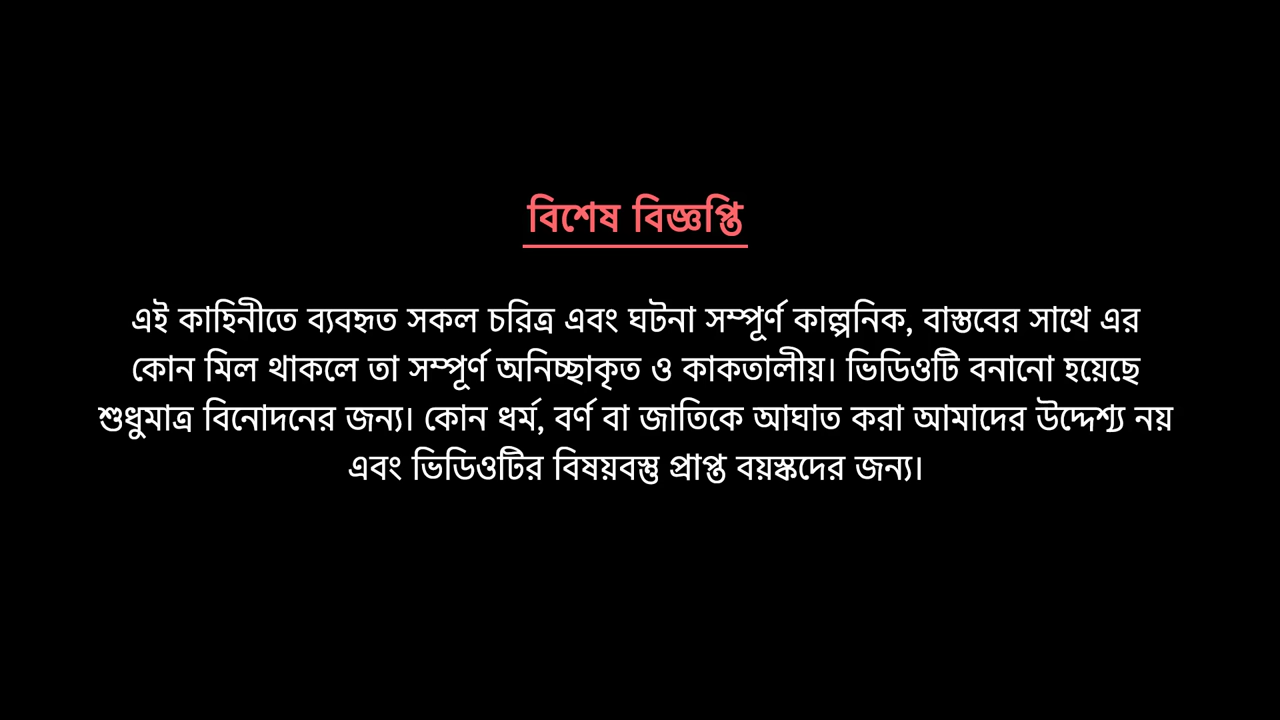 বিশেষ বিজ্ঞপ্তি
এই কাহিনীতে ব্যবহৃত সকল চরিত্র এবং ঘটনা সম্পূর্ণ কাল্পনিক, বাস্তবের সাথে এর
কোন মিল থাকলে তা সম্পূর্ণ অনিচ্ছাকৃত ও কাকতালীয়। ভিডিওটি বনানো হয়েছে
শুধুমাত্র বিনোদনের জন্য। কোন ধর্ম, বর্ণ বা জাতিকে আঘাত করা আমাদের উদ্দেশ্য নয়
এবং ভিডিওটির বিষয়বস্তু প্রাপ্ত বয়স্কদের জন্য।